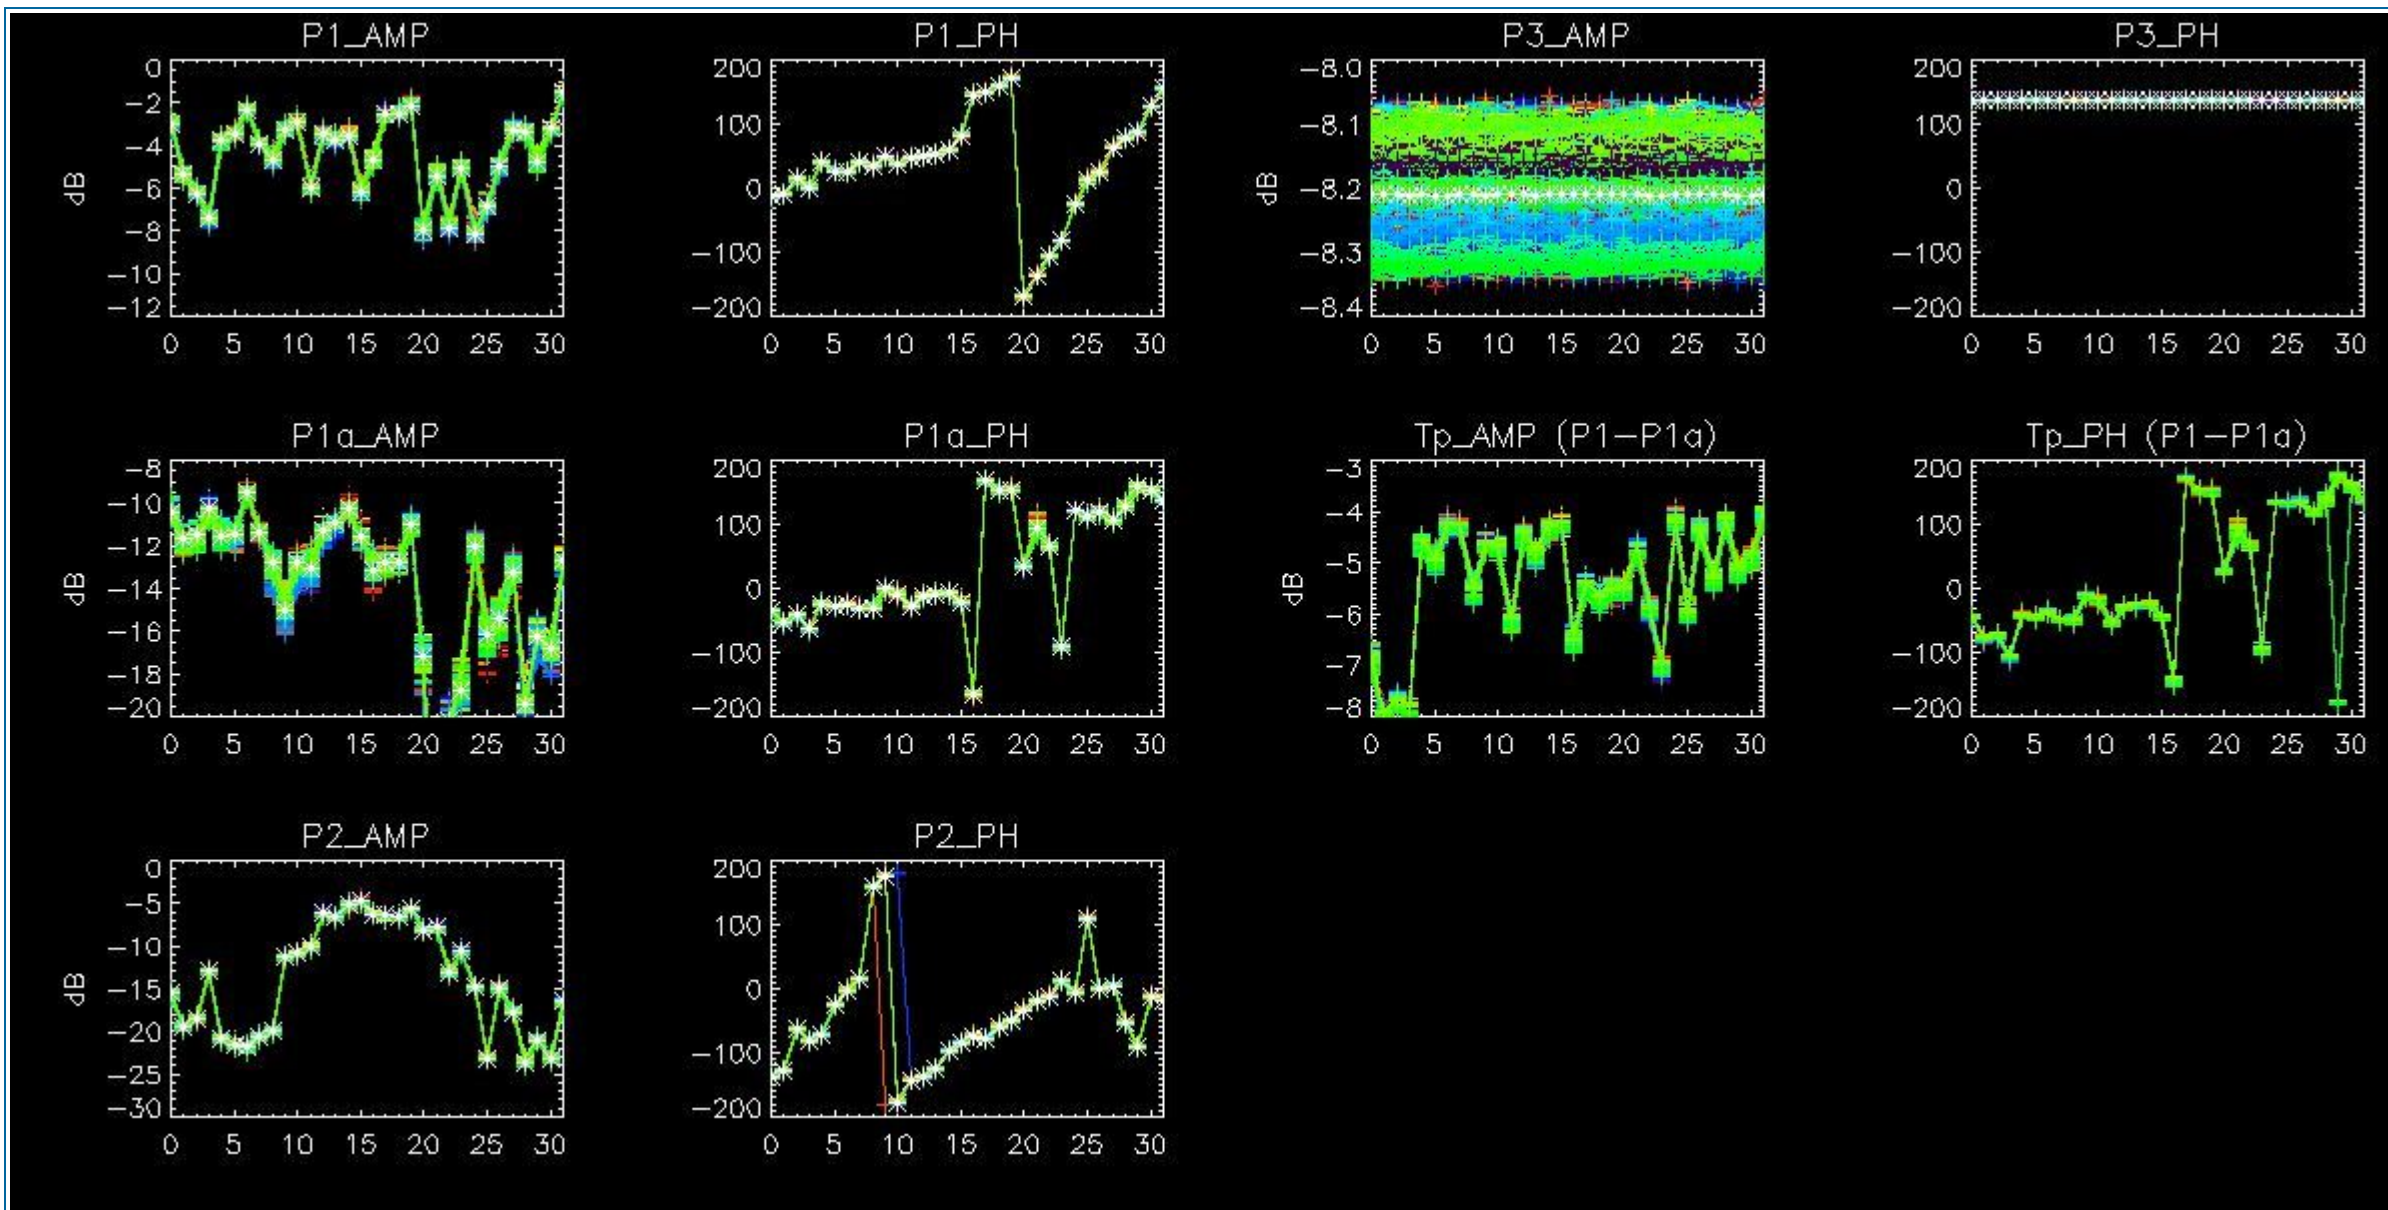 P1_AMP
0
−2
−4
−6
−8
−10
−12
dB
0 5 10 15 20 25 30
P1_PH
200
100
0
−100
−200
0 5 10 15 20 25 30
P3_AMP
−8.0
−8.1
−8.2
−8.3
−8.4
dB
0 5 10 15 20 25 30
P3_PH
200
100
0
−100
−200
0 5 10 15 20 25 30
P1a_AMP
−8
−10
−12
−14
−16
−18
−20
dB
0 5 10 15 20 25 30
P1a_PH
200
100
0
−100
−200
0 5 10 15 20 25 30
Tp_AMP (P1−P1a)
−3
−4
−5
−6
−7
−8
dB
0 5 10 15 20 25 30
Tp_PH (P1−P1a)
200
100
0
−100
−200
0 5 10 15 20 25 30
P2_AMP
0
−5
−10
−15
−20
−25
−30
dB
0 5 10 15 20 25 30
P2_PH
200
100
0
−100
−200
0 5 10 15 20 25 30